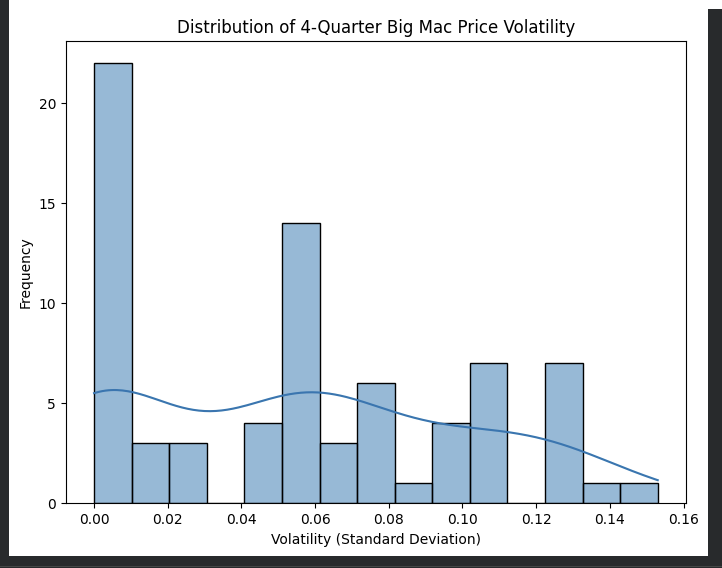 Distribution of 4-Quarter Big Mac Price Volatility
Frequency
20
15
10
5
0
0.00 0.02 0.04 0.06 0.08 0.10 0.12 0.14 0.16
Volatility (Standard Deviation)